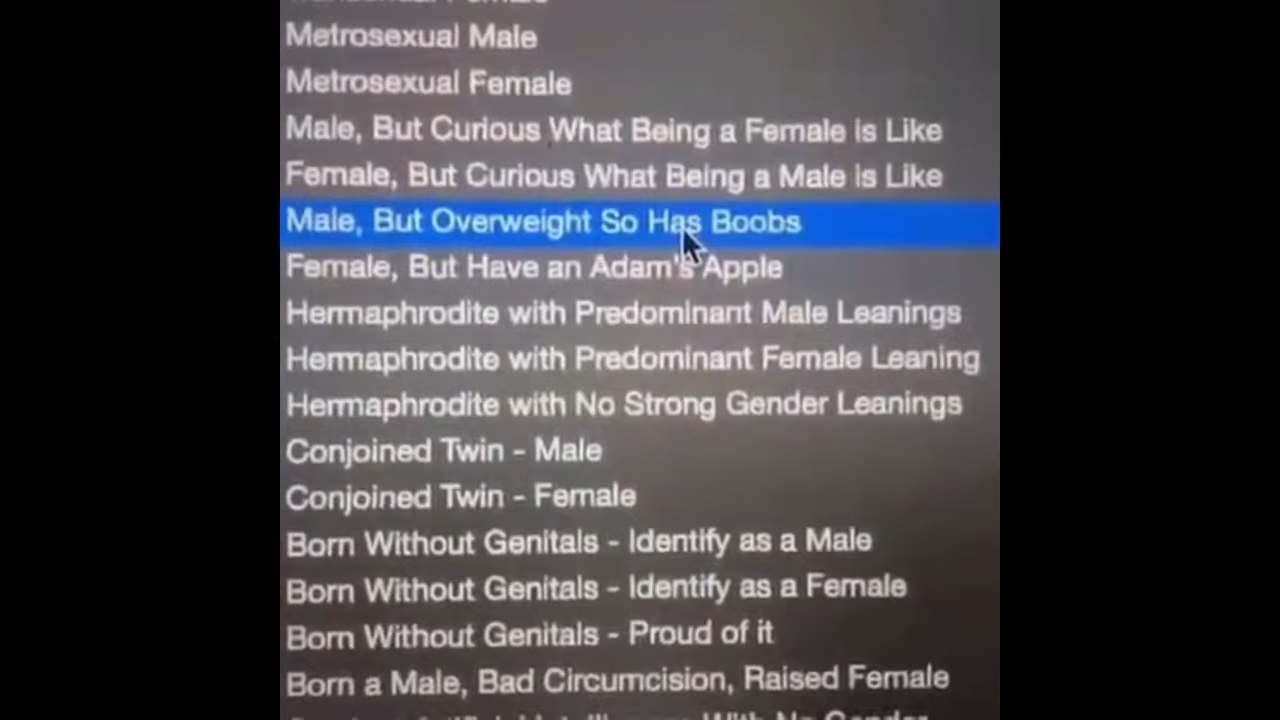 Female
Metrosexual Male
Metrosexual Female
Male, But Curious What Being a Female is Like
Female, But Curious What Being a Male is Like
Male, But Overweight So Has Boobs
Female, But Have an Adam's Apple
Hermaphrodite with Predominant Male Leanings
Hermaphrodite with Predominant Female Leaning
Hermaphrodite with No Strong Gender Leanings
Conjoined Twin - Male
Conjoined Twin - Female
Born Without Genitals - Identify as a Male
Born Without Genitals - Identify as a Female
Born Without Genitals - Proud of it
Born a Male, Bad Circumcision, Raised Female
With No Gender